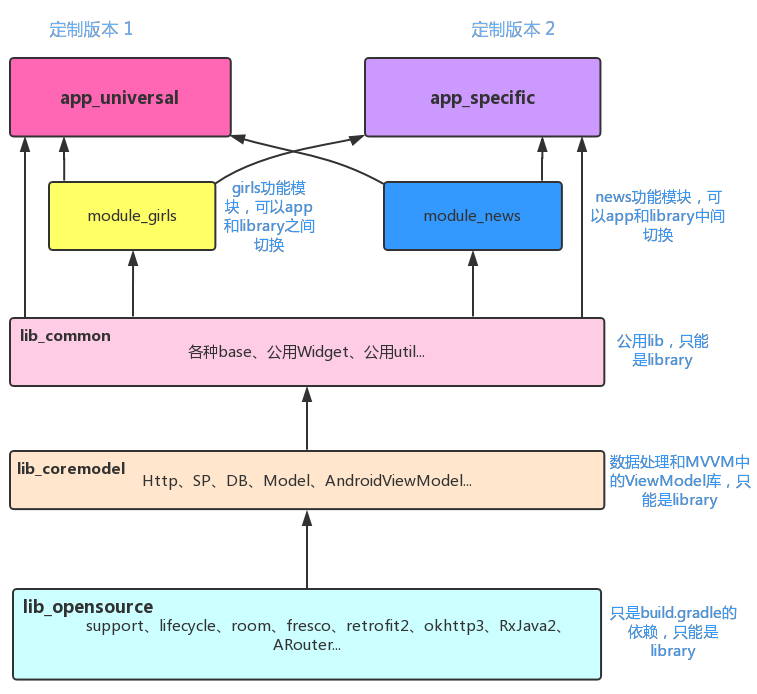 定制版本 1
定制版本 2
app_universal
app_specific
module_girls
girls功能模
块，可以app
和library之间
切换
module_news
news功能模块，可
以app和library中间
切换
lib_common
各种base、公用Widget、公用util...
公用lib，只能
是library
lib_coremodel
Http、SP、DB、Model、AndroidViewModel...
数据处理和MVVM中
的ViewModel库，只
能是library
lib_opensource
support、lifecycle、room、fresco、retrofit2、okhttp3、RxJava2、
ARouter...
只是build.gradle的
依赖，只能是
library